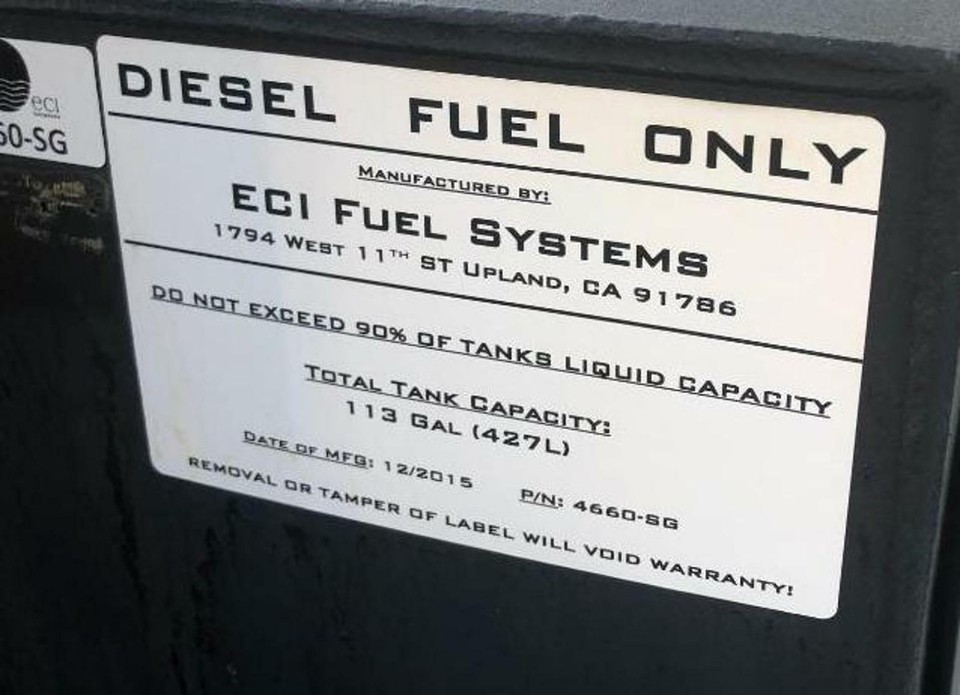 eci
60-SG
DIESEL FUEL ONLY
MANUFACTURED BY:
ECI FUEL SYSTEMS
1794 WEST 11TH ST UPLAND, CA 91786
DO NOT EXCEED 90% OF TANKS LIQUID CAPACITY
TOTAL TANK CAPACITY:
113 GAL (427L)
DATE OF MFG: 12/2015 P/N: 4660-SG
REMOVAL OR TAMPER OF LABEL WILL VOID WARRANTY!